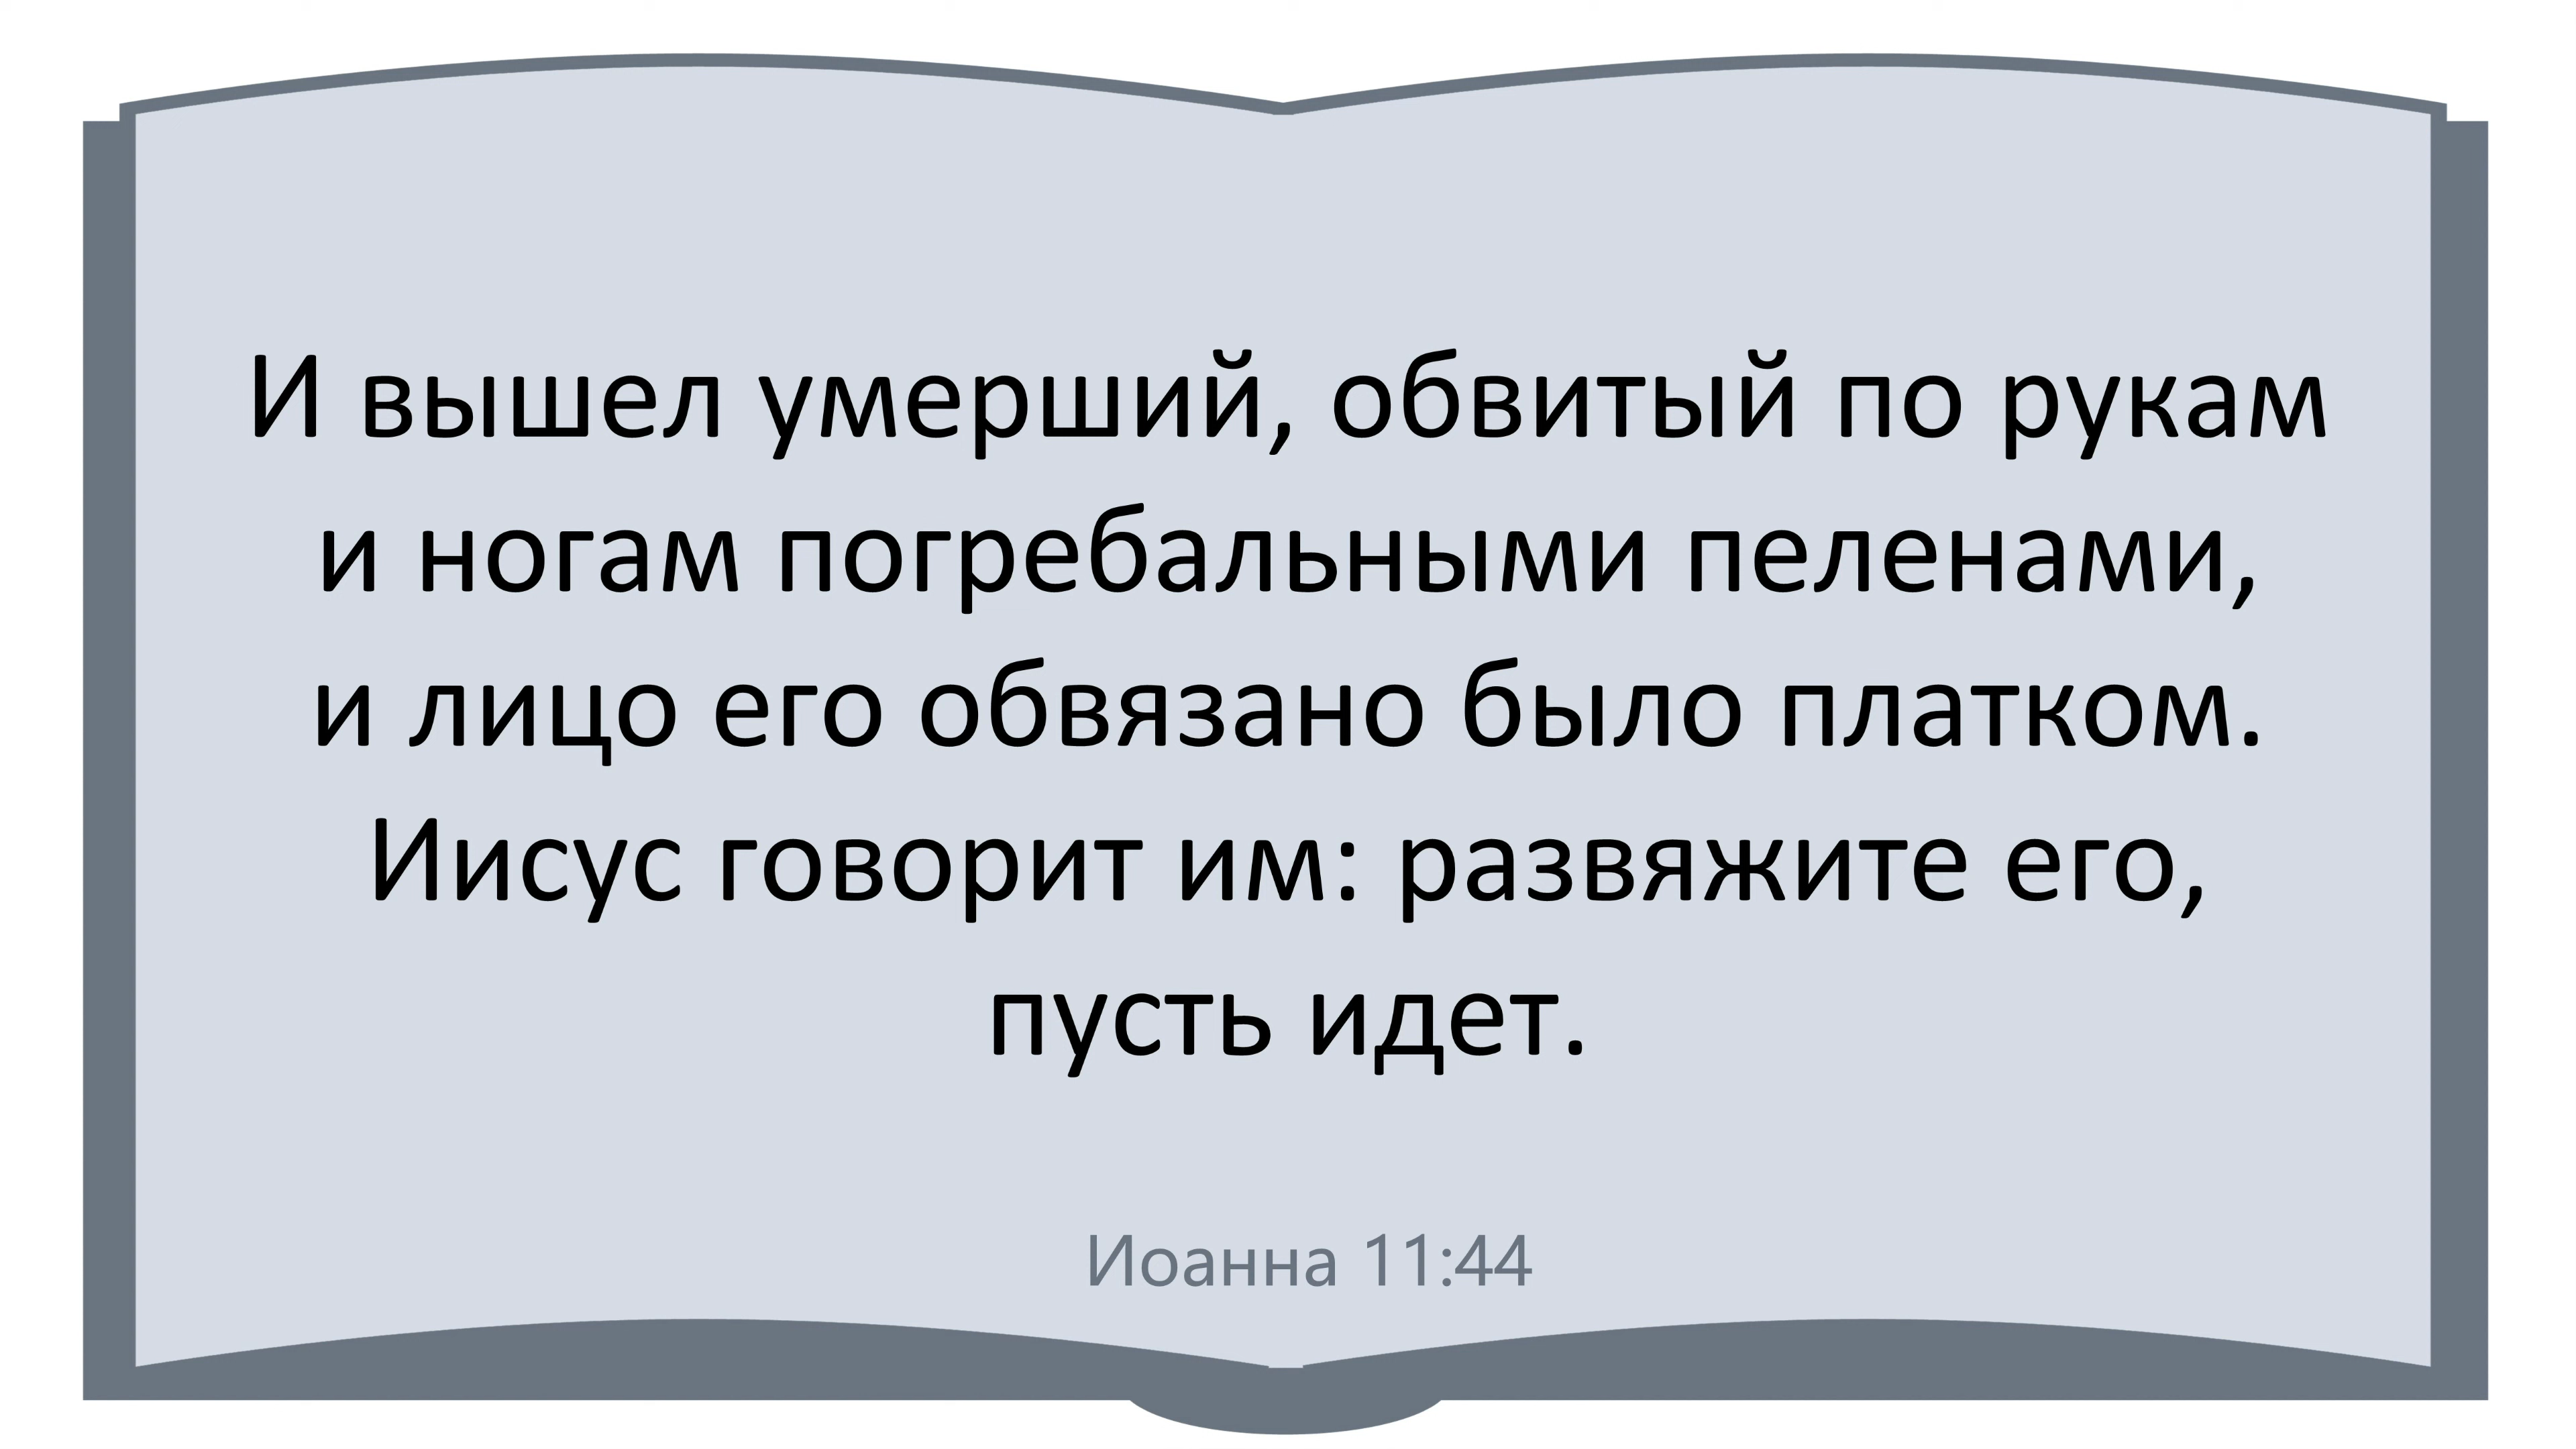 И вышел умерший, обвитый по рукам
и ногам погребальными пеленами,
и лицо его обвязано было платком.
Иисус говорит им: развяжите его,
пусть идет.
Иоанна 11:44